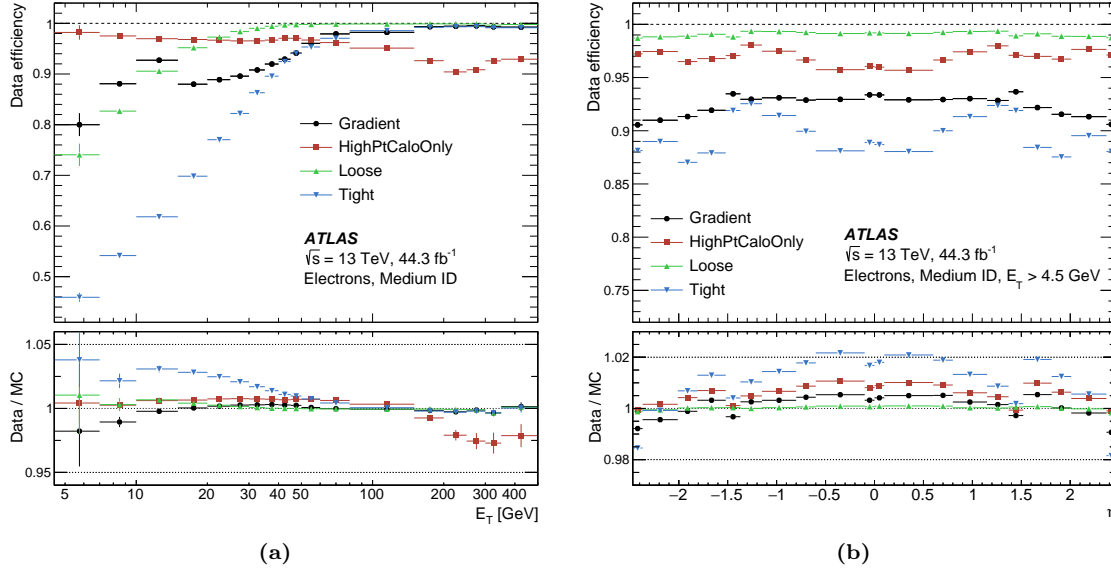 Data efficiency
1
0.9
0.8
0.7
0.6
0.5
Gradient
HighPtCaloOnly
Loose
Tight
ATLAS
√s = 13 TeV, 44.3 fb⁻¹
Electrons, Medium ID
Data / MC
1.05
1
0.95
5 6 7 10 20 30 40 50 100 200 300 400
E_T [GeV]
(a)
Data efficiency
1
0.95
0.9
0.85
0.8
0.75
Gradient
HighPtCaloOnly
Loose
Tight
ATLAS
√s = 13 TeV, 44.3 fb⁻¹
Electrons, Medium ID, E_T > 4.5 GeV
Data / MC
1.02
1
0.98
−2 −1.5 −1 −0.5 0 0.5 1 1.5 2
(b)